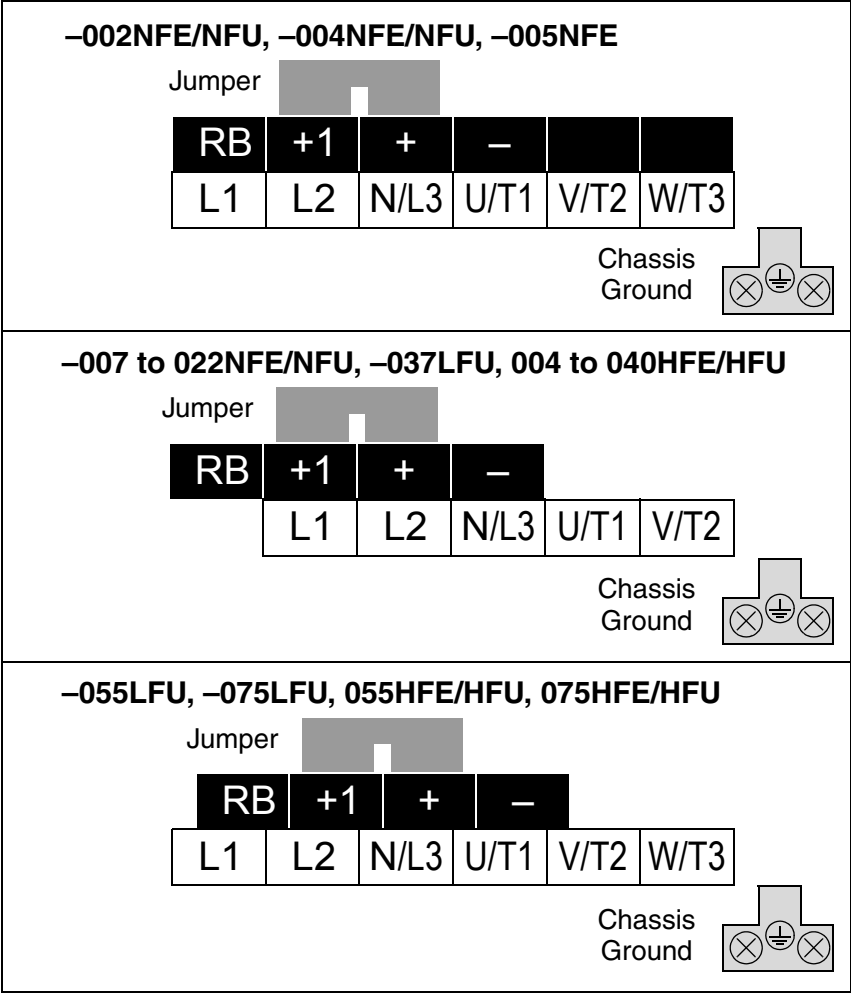 –002NFE/NFU, –004NFE/NFU, –005NFE
Jumper
RB +1 + –
L1 L2 N/L3 U/T1 V/T2 W/T3
Chassis
Ground
–007 to 022NFE/NFU, –037LFU, 004 to 040HFE/HFU
Jumper
RB +1 + –
L1 L2 N/L3 U/T1 V/T2
Chassis
Ground
–055LFU, –075LFU, 055HFE/HFU, 075HFE/HFU
Jumper
RB +1 + –
L1 L2 N/L3 U/T1 V/T2 W/T3
Chassis
Ground